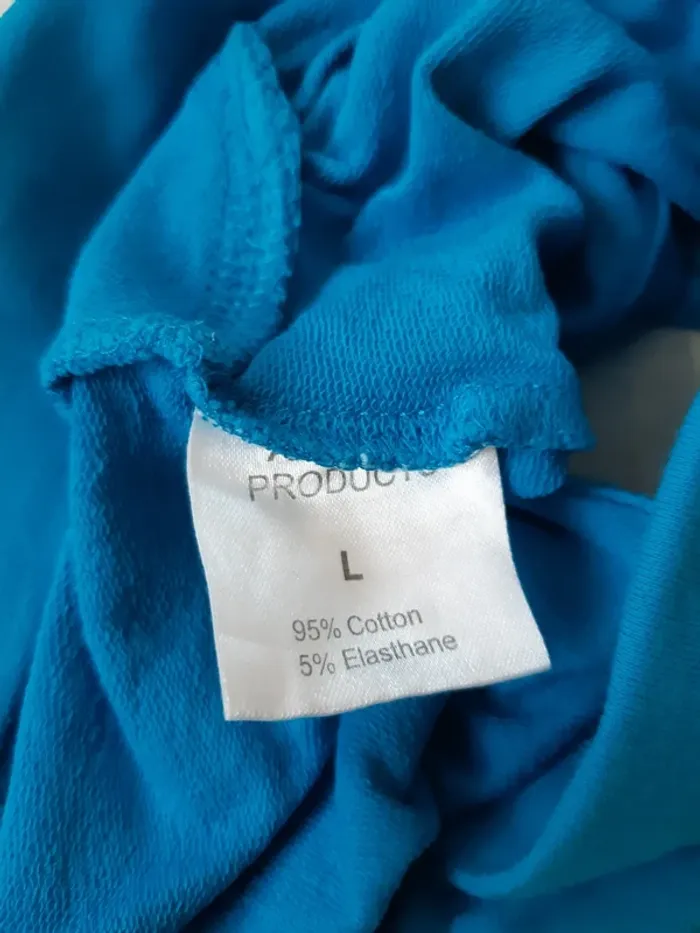 PRODUCTS
L
95% Cotton
5% Elasthane